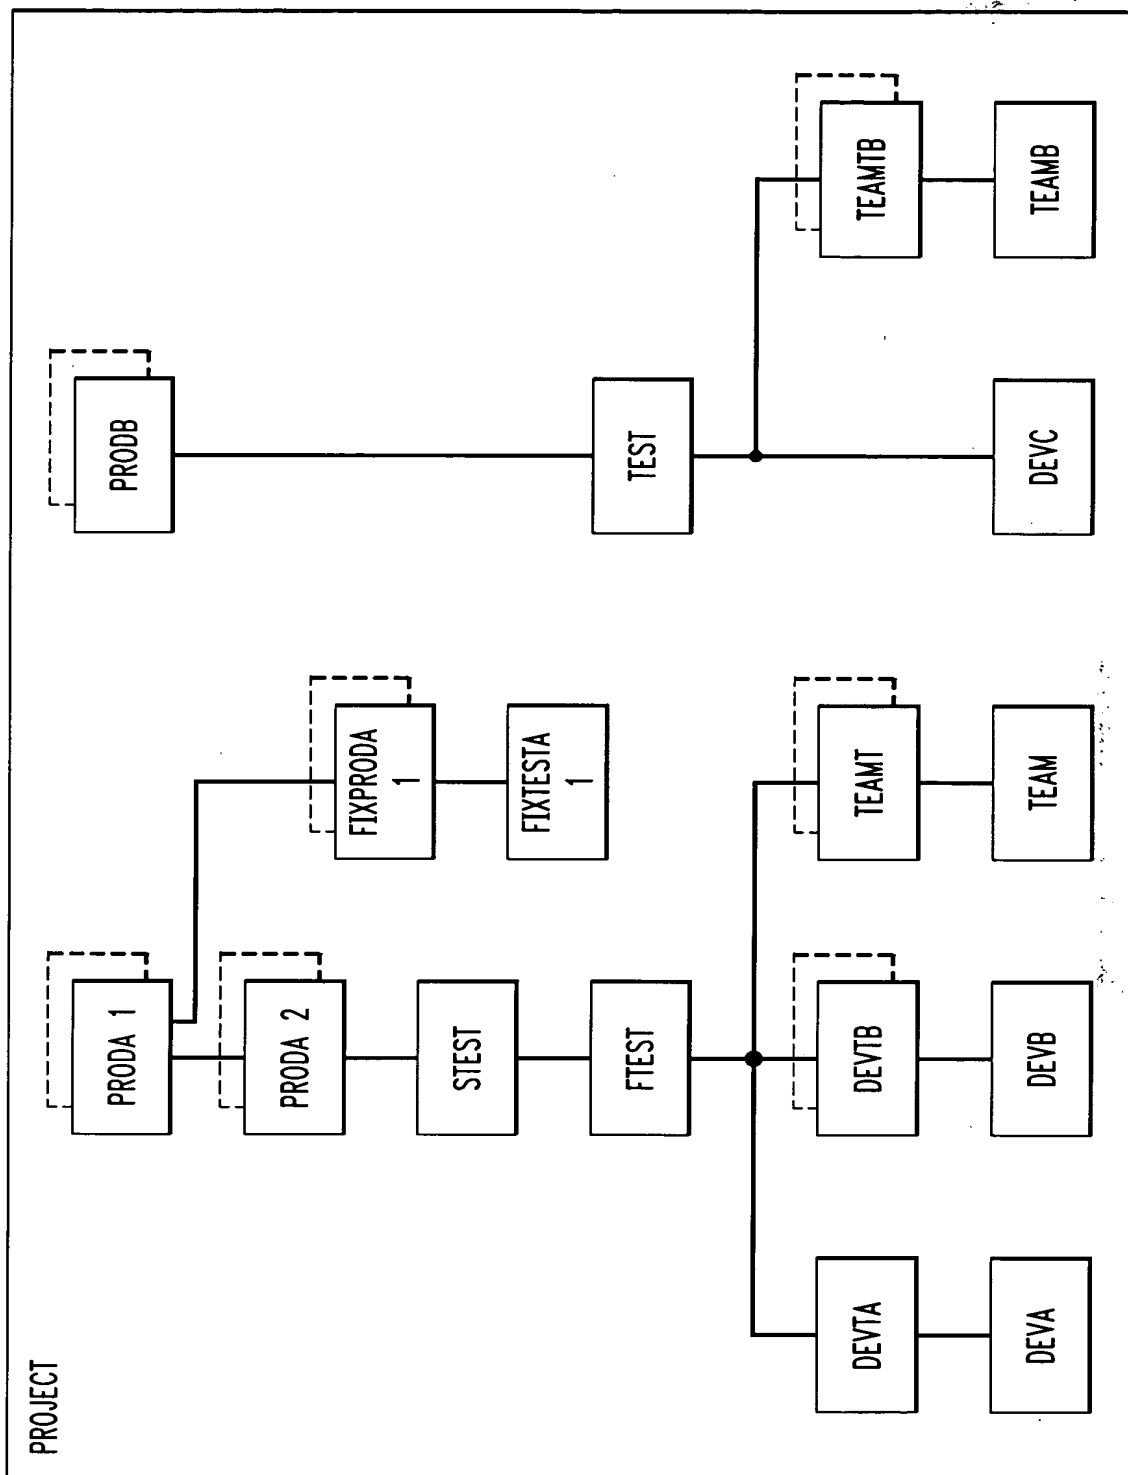 PROJECT
PRODA 1
PRODB
PRODA 2
FIXPRODA
1
STEST
FIXTESTA
1
FTEST
TEST
DEVTA
DEVTB
TEAMT
TEAMTB
DEVA
DEVB
TEAM
DEVC
TEAMB